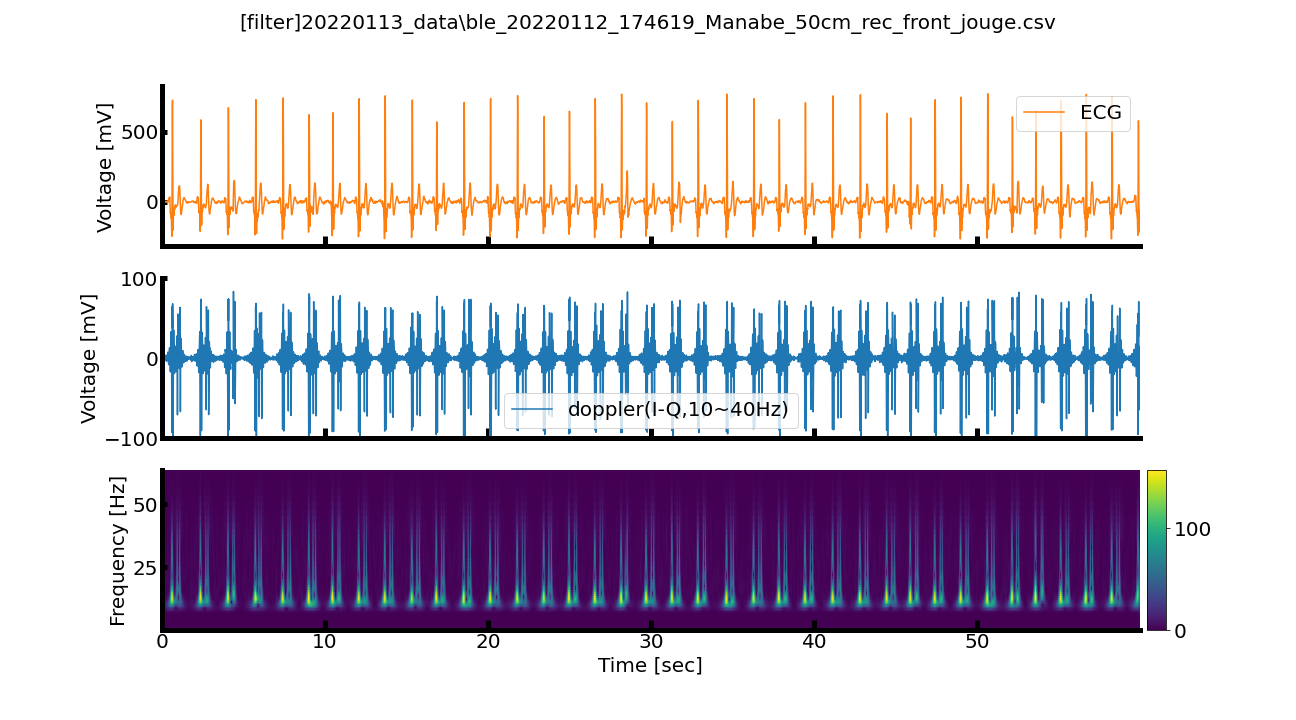 [filter]20220113_data\ble_20220112_174619_Manabe_50cm_rec_front_jouge.csv
Voltage [mV]
500
0
ECG
Voltage [mV]
100
0
−100
doppler(I-Q,10~40Hz)
Frequency [Hz]
50
25
100
0
0 10 20 30 40 50
Time [sec]